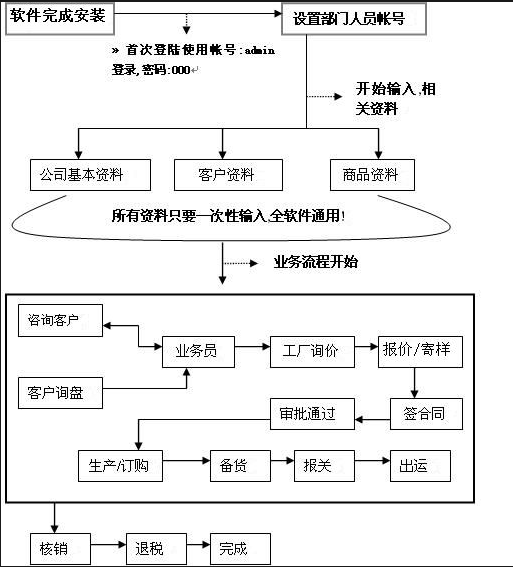 软件完成安装
设置部门人员帐号
» 首次登陆使用帐号:admin
登录,密码:000↵
开始输入,相
关资料
公司基本资料
客户资料
商品资料
所有资料只要一次性输入,全软件通用!
业务流程开始
咨询客户
业务员
工厂询价
报价/寄样
客户询盘
审批通过
签合同
生产/订购
备货
报关
出运
核销
退税
完成